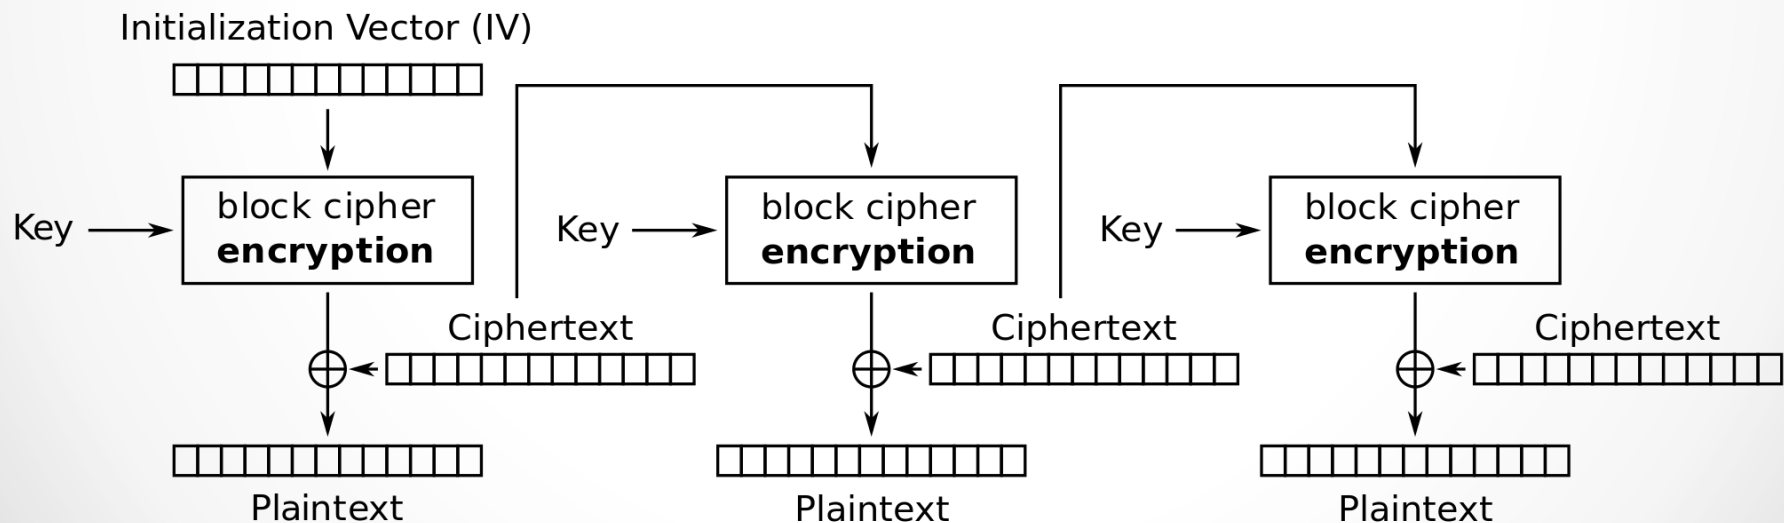 Initialization Vector (IV)
Key
block cipher
encryption
Key
block cipher
encryption
Key
block cipher
encryption
Ciphertext
Ciphertext
Ciphertext
Plaintext
Plaintext
Plaintext